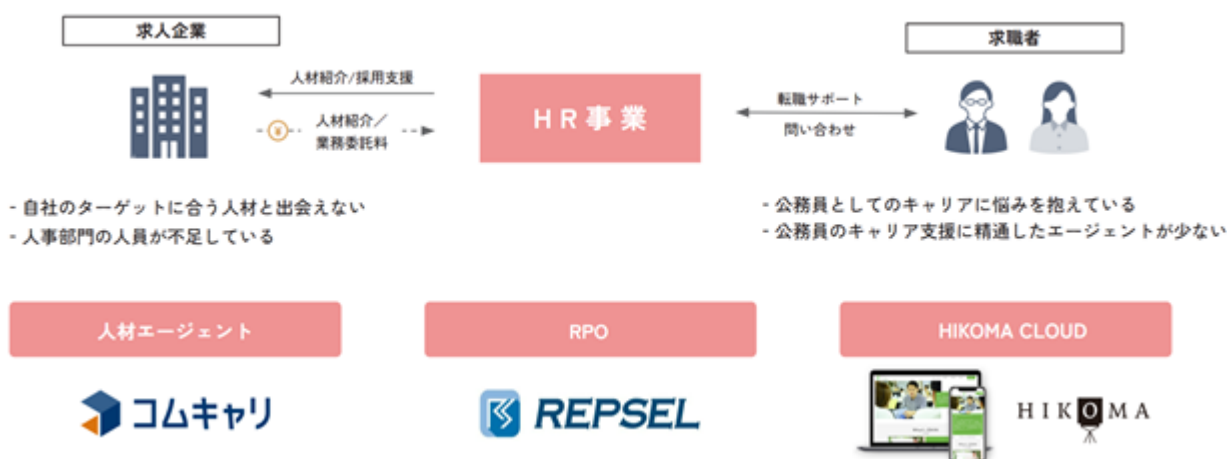 求人企業
求職者
人材紹介/採用支援
¥
人材紹介／
業務委託料
HR事業
転職サポート
問い合わせ
- 自社のターゲットに合う人材と出会えない
- 人事部門の人員が不足している
- 公務員としてのキャリアに悩みを抱えている
- 公務員のキャリア支援に精通したエージェントが少ない
人材エージェント
RPO
HIKOMA CLOUD
コムキャリ
REPSEL
HIKOMA